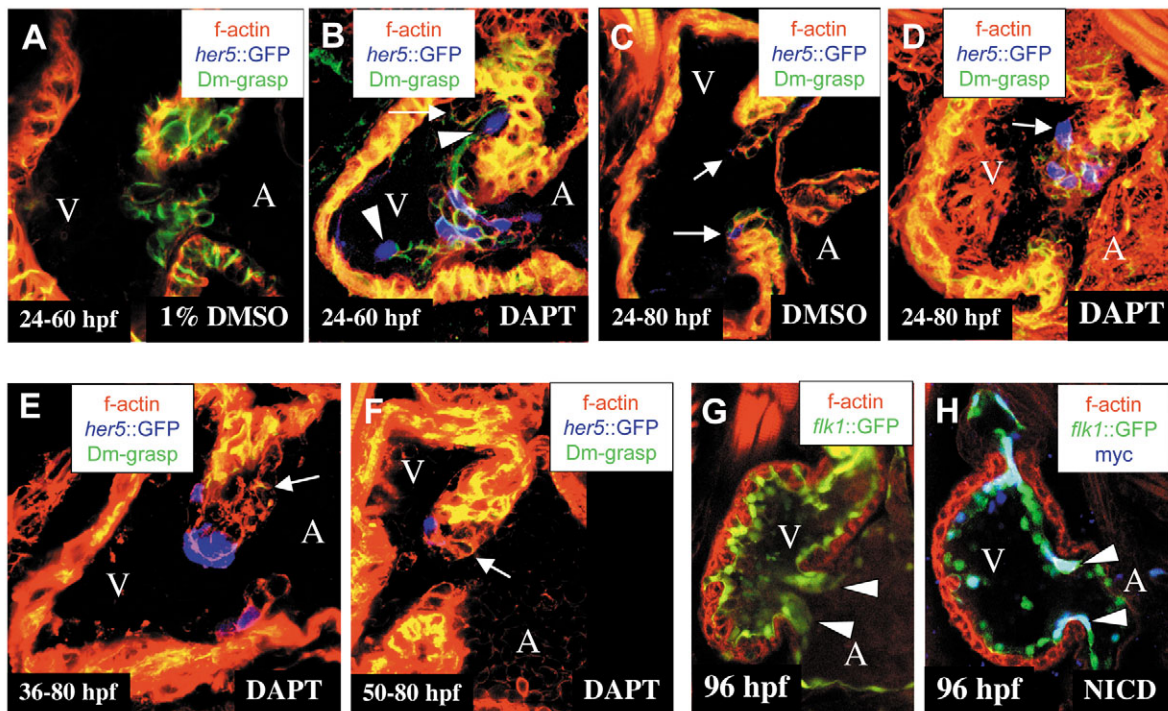 A
f-actin
her5::GFP
Dm-grasp
V
A
24-60 hpf
1% DMSO
B
f-actin
her5::GFP
Dm-grasp
V
A
24-60 hpf
DAPT
C
f-actin
her5::GFP
Dm-grasp
V
A
24-80 hpf
DMSO
D
f-actin
her5::GFP
Dm-grasp
V
A
24-80 hpf
DAPT
E
f-actin
her5::GFP
Dm-grasp
A
V
36-80 hpf
DAPT
F
f-actin
her5::GFP
Dm-grasp
V
A
50-80 hpf
DAPT
G
f-actin
flk1::GFP
V
A
96 hpf
H
f-actin
flk1::GFP
myc
V
A
96 hpf
NICD